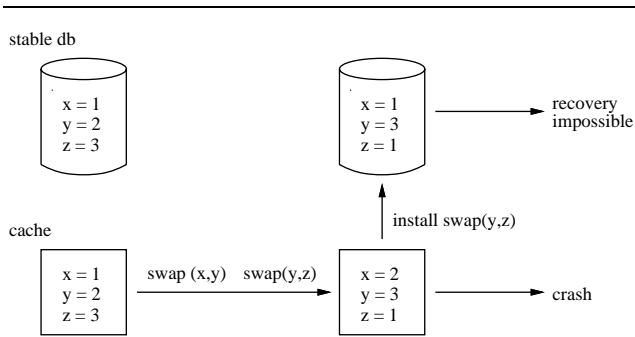 stable db
x = 1
y = 2
z = 3
x = 1
y = 3
z = 1
recovery
impossible
install swap(y,z)
cache
x = 1
y = 2
z = 3
swap (x,y) swap(y,z)
x = 2
y = 3
z = 1
crash